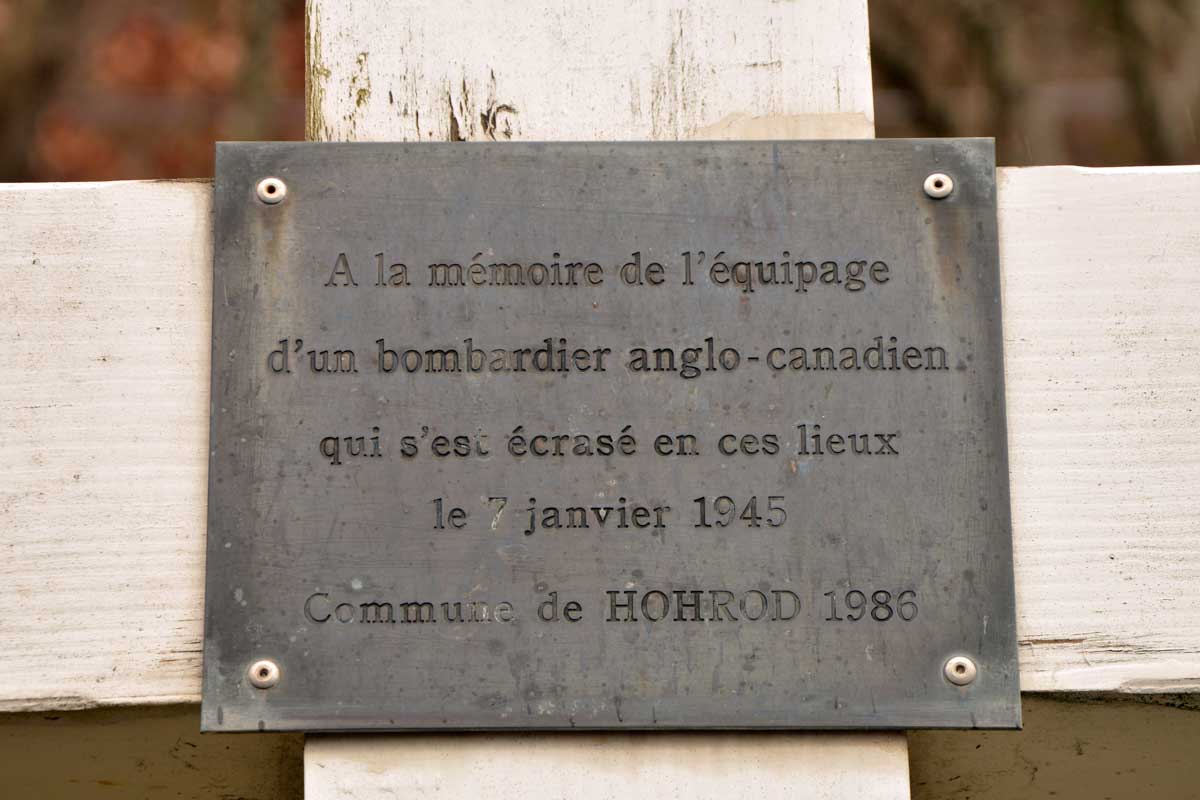 A la mémoire de l'équipage
d'un bombardier anglo-canadien
qui s'est écrasé en ces lieux
le 7 janvier 1945
Commune de HOHROD 1986